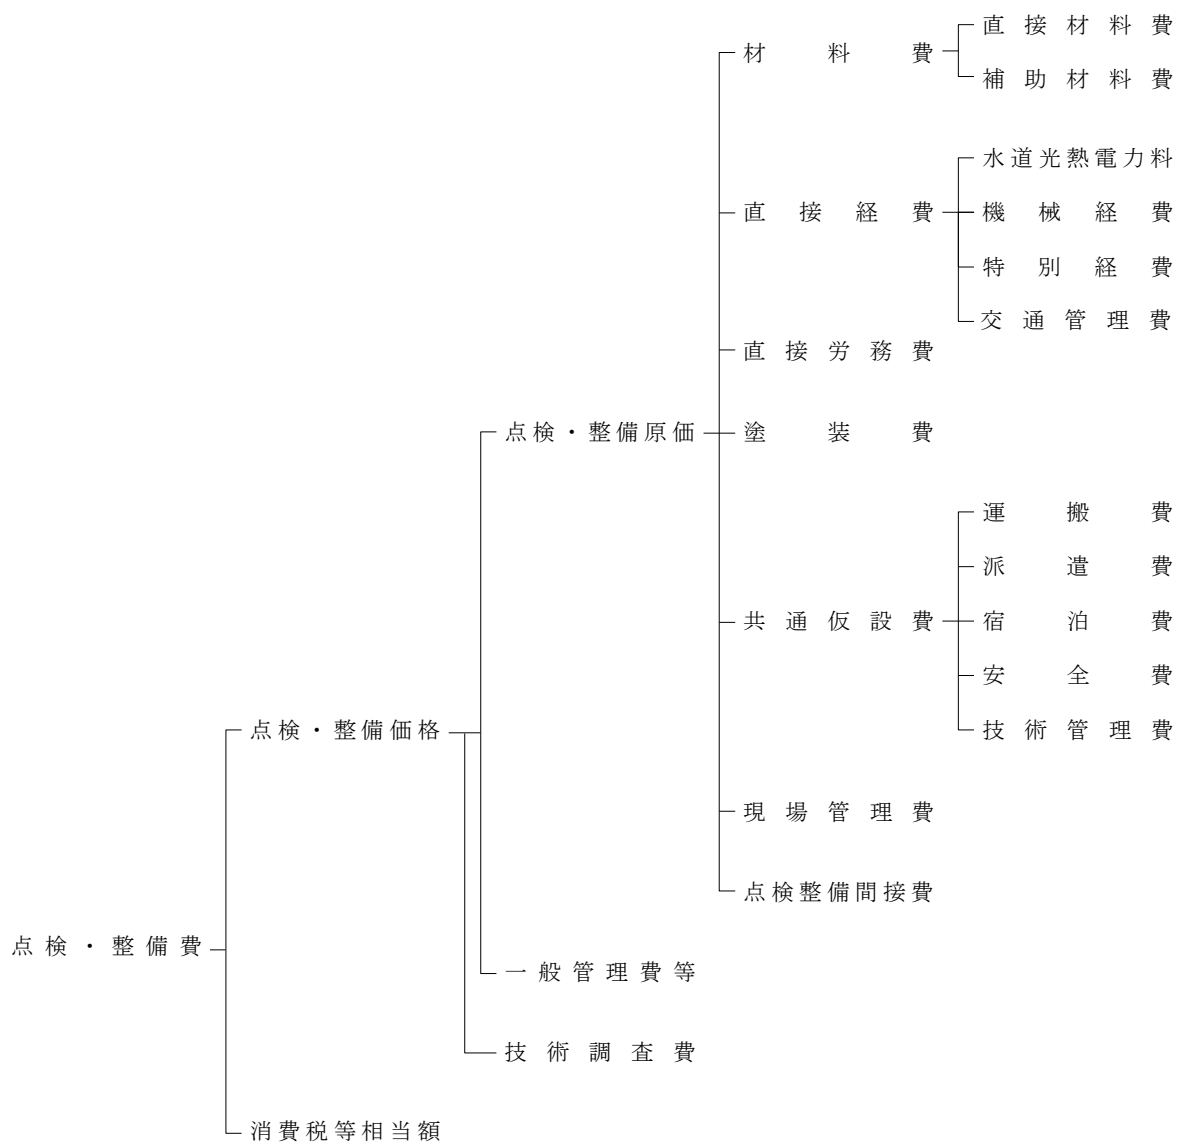 直接材料費
材料費
補助材料費
水道光熱電力料
直接経費
機械経費
特別経費
交通管理費
直接労務費
点検・整備原価
塗装費
運搬費
派遣費
共通仮設費
宿泊費
安全費
点検・整備価格
技術管理費
現場管理費
点検整備間接費
点検・整備費
一般管理費等
技術調査費
消費税等相当額